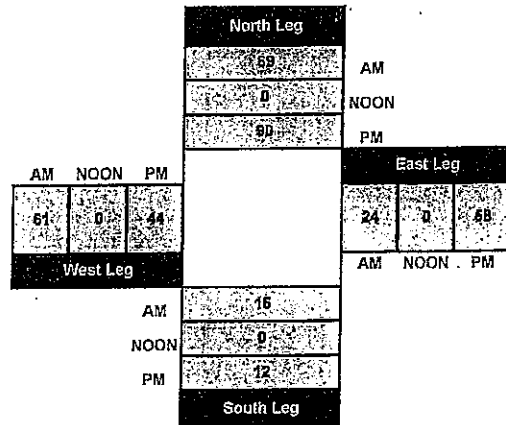 North Leg
69 AM
0 NOON
90 PM
AM NOON PM
East Leg
61 0 44
24 0 58
West Leg
AM NOON PM
AM 16
NOON 0
PM 12
South Leg